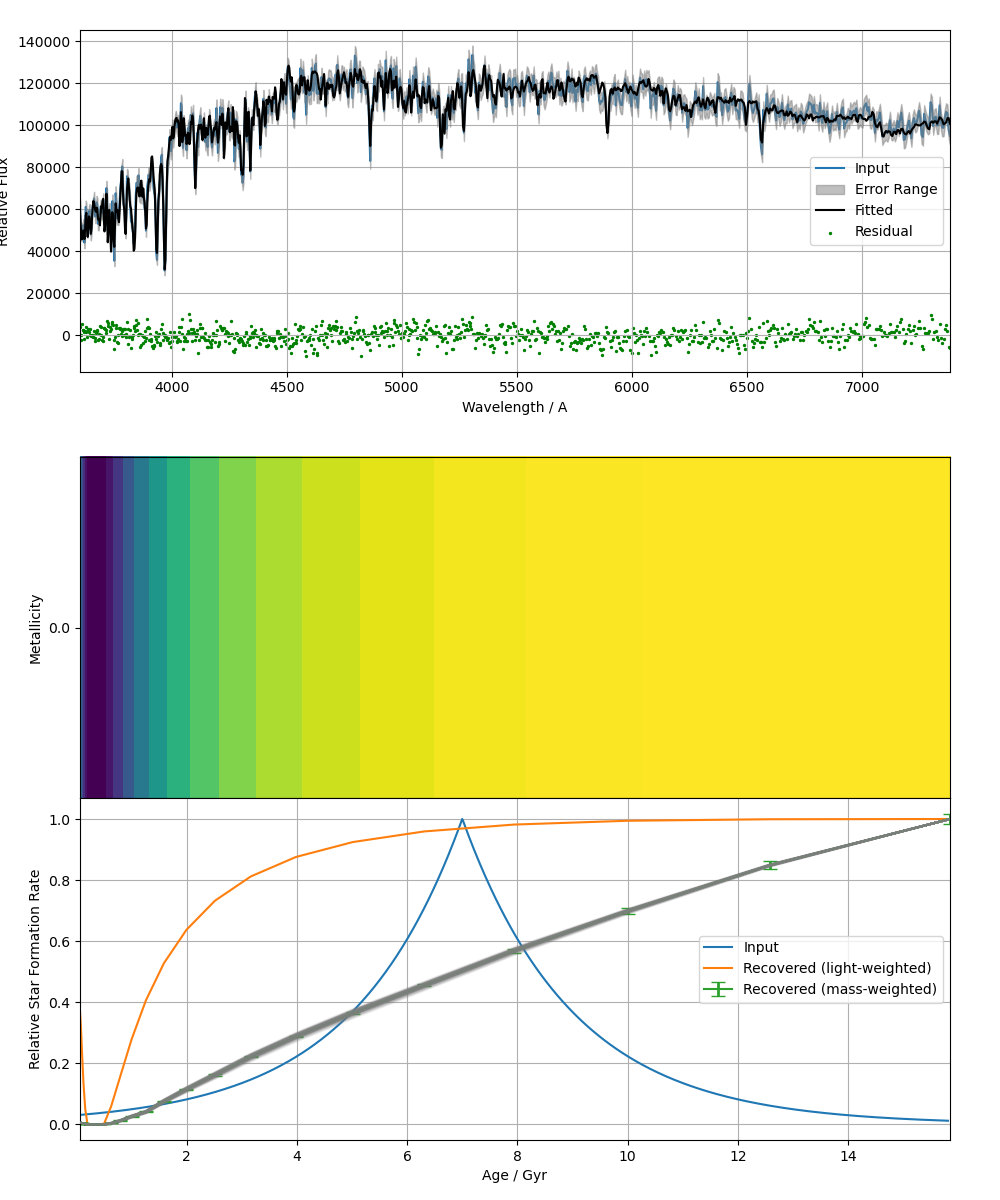 140000
120000
100000
80000
60000
40000
20000
0
Relative Flux
Input
Error Range
Fitted
Residual
4000 4500 5000 5500 6000 6500 7000
Wavelength / A
Metallicity
0.0
1.0
0.8
0.6
0.4
0.2
0.0
Relative Star Formation Rate
Input
Recovered (light-weighted)
Recovered (mass-weighted)
2 4 6 8 10 12 14
Age / Gyr